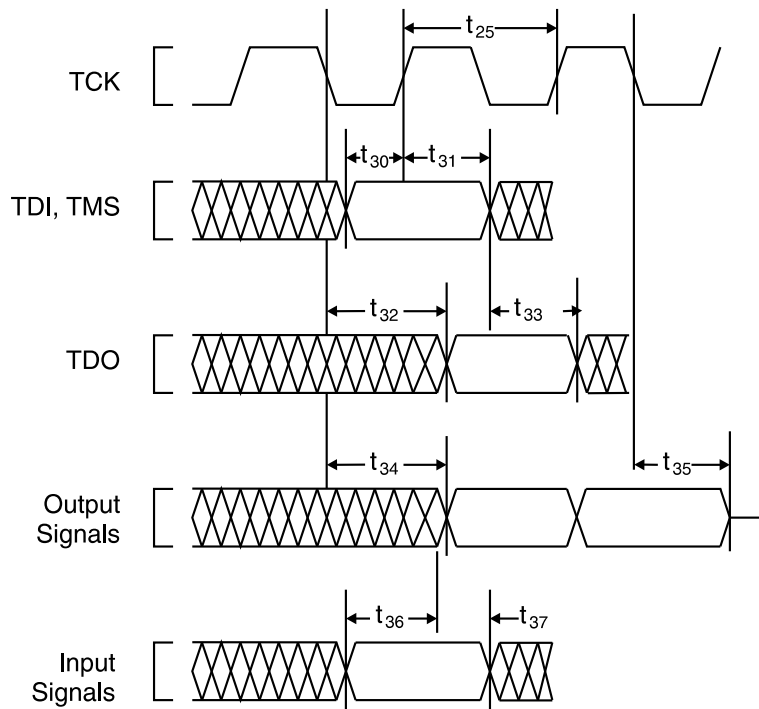 t25
TCK
t30 t31
TDI, TMS
t32 t33
TDO
t34 t35
Output
Signals
t36 t37
Input
Signals